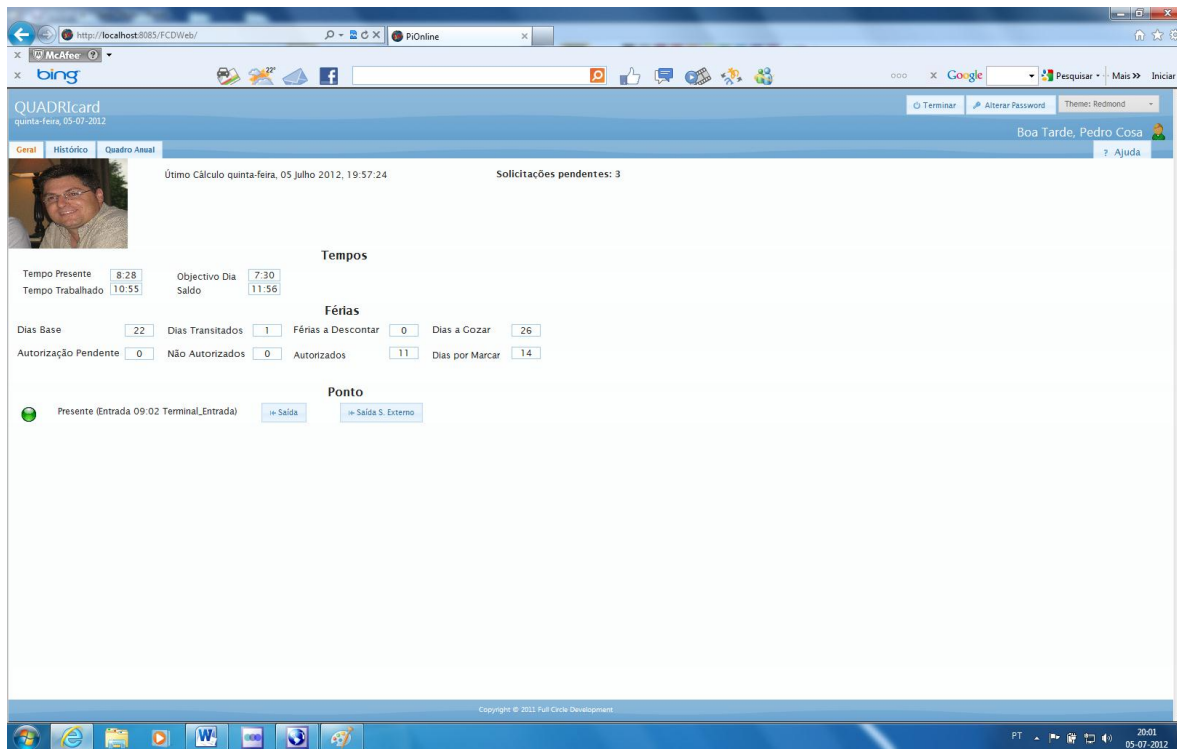 http://localhost:8085/FCDWeb/
PiOnline
McAfee
bing
22°
Google
Pesquisar
Mais >>
Iniciar
QUADRIcard
quinta-feira, 05-07-2012
Terminar
Alterar Password
Theme: Redmond
Boa Tarde, Pedro Cosa
Geral Histórico Quadro Anual
? Ajuda
Útimo Cálculo quinta-feira, 05 Julho 2012, 19:57:24
Solicitações pendentes: 3
Tempos
Tempo Presente 8:28 Objectivo Dia 7:30
Tempo Trabalhado 10:55 Saldo 11:56
Férias
Dias Base 22 Dias Transitados 1 Férias a Descontar 0 Dias a Gozar 26
Autorização Pendente 0 Não Autorizados 0 Autorizados 11 Dias por Marcar 14
Ponto
Presente (Entrada 09:02 Terminal_Entrada) Saída Saída S. Externo
Copyright © 2011 Full Circle Development
PT
20:01
05-07-2012